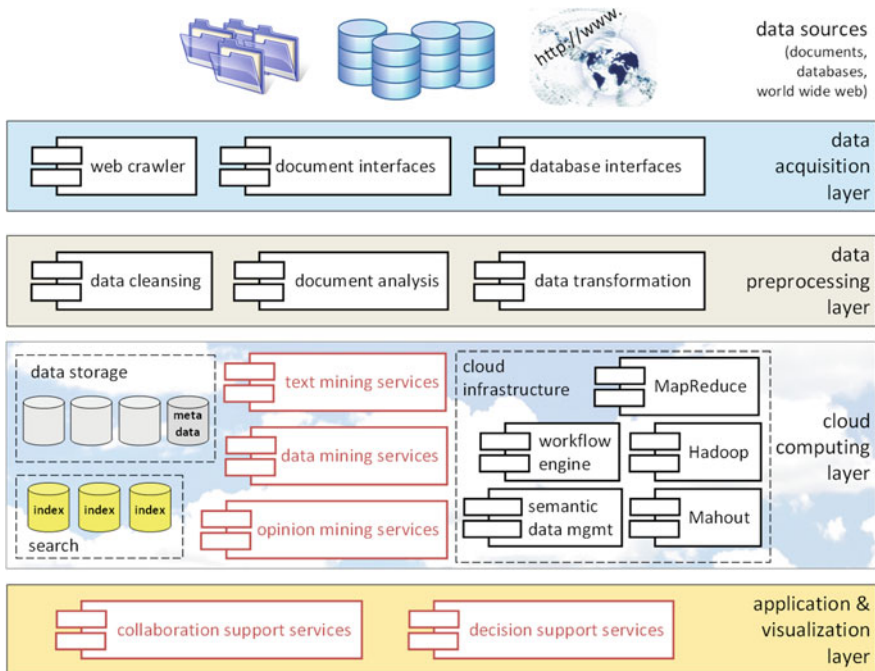 http://www.
data sources
(documents,
databases,
world wide web)
web crawler
document interfaces
database interfaces
data
acquisition
layer
data cleansing
document analysis
data transformation
data
preprocessing
layer
data storage
meta
data
index
index
index
search
text mining services
data mining services
opinion mining services
cloud
infrastructure
MapReduce
workflow
engine
Hadoop
semantic
data mgmt
Mahout
cloud
computing
layer
collaboration support services
decision support services
application &
visualization
layer